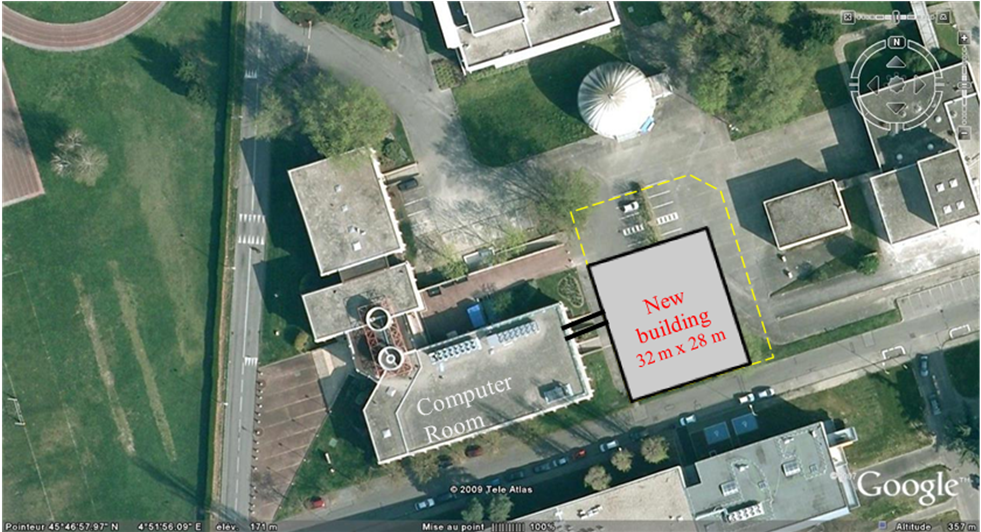 N
New
building
32 m x 28 m
Computer
Room
© 2009 Tele Atlas
Google™
Pointeur 45°46'57.97" N 4°51'56.09" E élév. 171 m
Mise au point ||||||||| 100%
Altitude 357 m